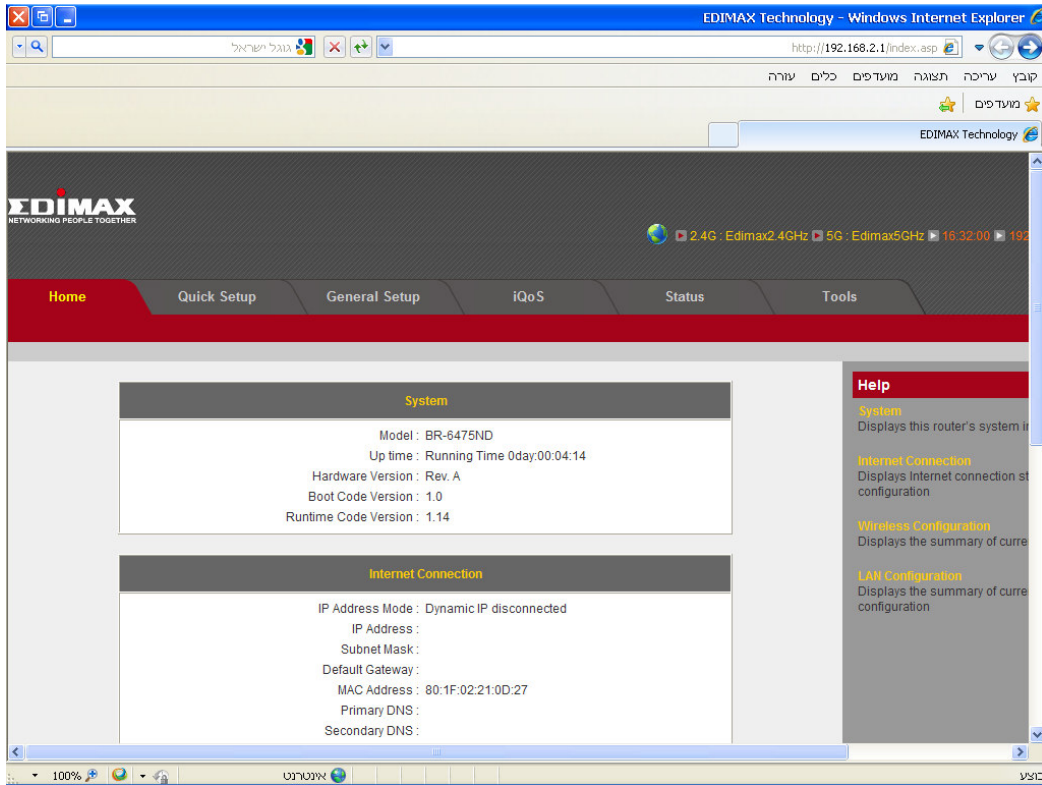 EDIMAX Technology - Windows Internet Explorer
http://192.168.2.1/index.asp
גוגל ישראל
קובץ עריכה תצוגה מועדפים כלים עזרה
מועדפים
EDIMAX Technology
EDIMAX
NETWORKING PEOPLE TOGETHER
2.4G : Edimax2.4GHz 5G : Edimax5GHz 16:32:00 192
Home Quick Setup General Setup iQoS Status Tools
System
Model : BR-6475ND
Up time : Running Time 0day:00:04:14
Hardware Version : Rev. A
Boot Code Version : 1.0
Runtime Code Version : 1.14
Internet Connection
IP Address Mode : Dynamic IP disconnected
IP Address :
Subnet Mask :
Default Gateway :
MAC Address : 80:1F:02:21:0D:27
Primary DNS :
Secondary DNS :
Help
System
Displays this router's system
Internet Connection
Displays Internet connection
configuration
Wireless Configuration
Displays the summary of
LAN Configuration
Displays the summary of
configuration
100%
אינטרנט